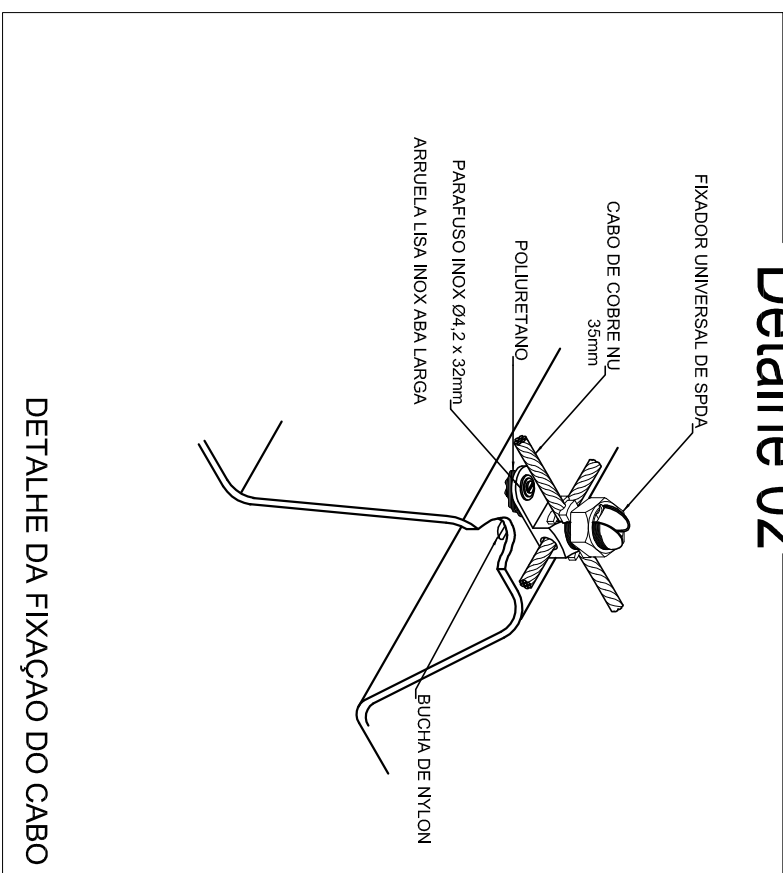 Detalhe 02
FIXADOR UNIVERSAL DE SPDA
CABO DE COBRE NU
35mm
POLIURETANO
PARAFUSO INOX Ø4,2 x 32mm
ARRUELA LISA INOX ABA LARGA
BUCHA DE NYLON
DETALHE DA FIXAÇAO DO CABO